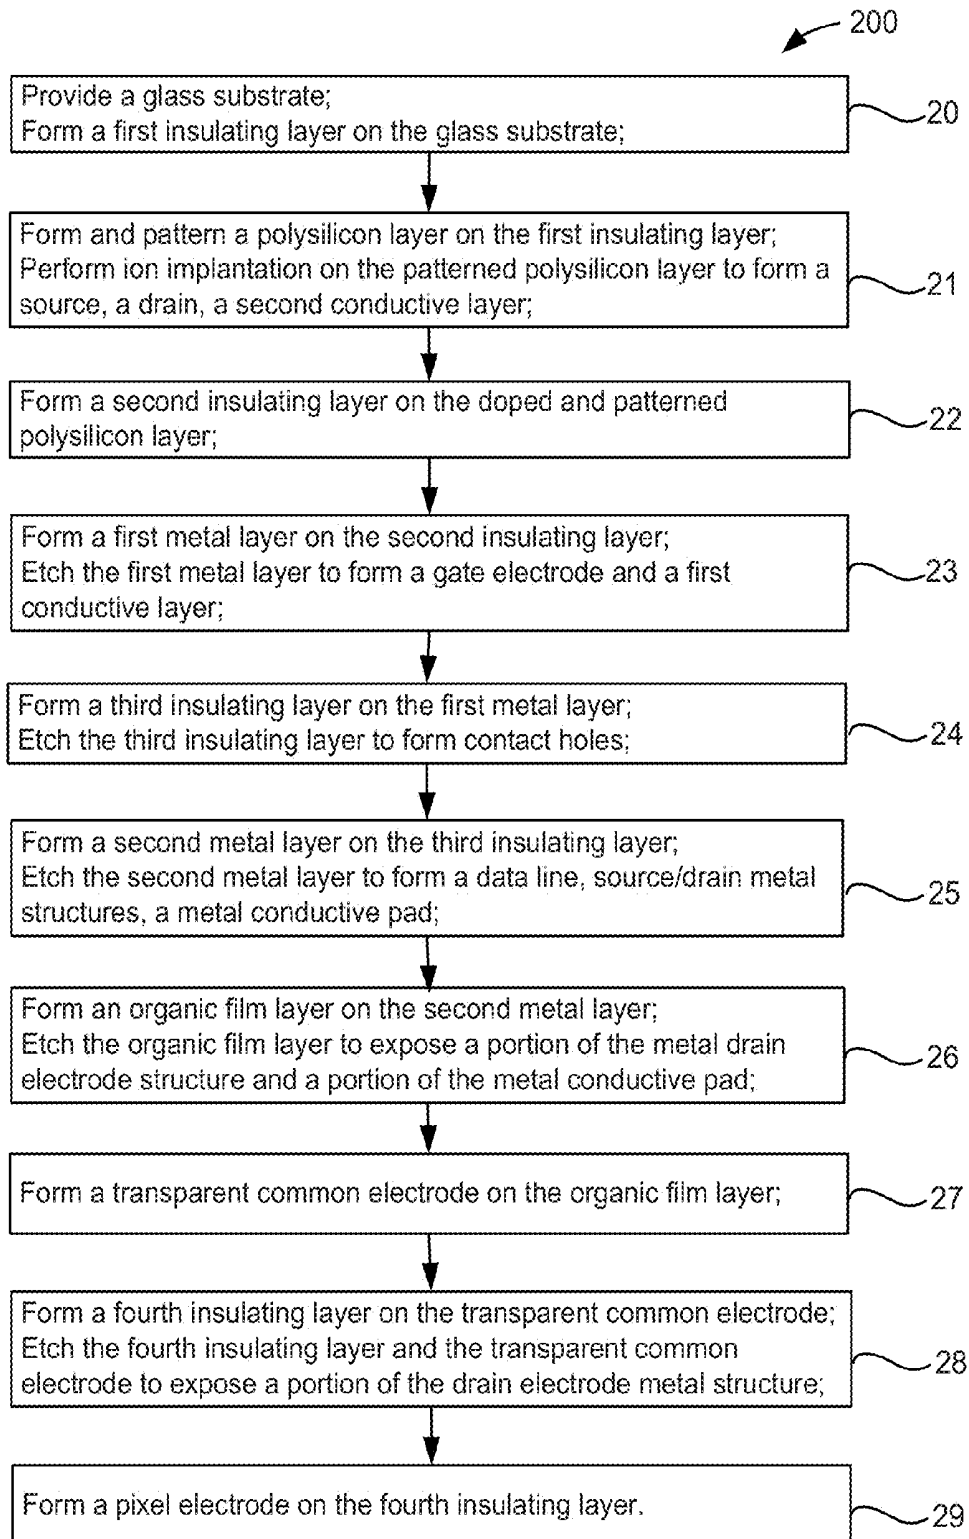 200
Provide a glass substrate;
Form a first insulating layer on the glass substrate;
20
Form and pattern a polysilicon layer on the first insulating layer;
Perform ion implantation on the patterned polysilicon layer to form a
source, a drain, a second conductive layer;
21
Form a second insulating layer on the doped and patterned
polysilicon layer;
22
Form a first metal layer on the second insulating layer;
Etch the first metal layer to form a gate electrode and a first
conductive layer;
23
Form a third insulating layer on the first metal layer;
Etch the third insulating layer to form contact holes;
24
Form a second metal layer on the third insulating layer;
Etch the second metal layer to form a data line, source/drain metal
structures, a metal conductive pad;
25
Form an organic film layer on the second metal layer;
Etch the organic film layer to expose a portion of the metal drain
electrode structure and a portion of the metal conductive pad;
26
Form a transparent common electrode on the organic film layer;
27
Form a fourth insulating layer on the transparent common electrode;
Etch the fourth insulating layer and the transparent common
electrode to expose a portion of the drain electrode metal structure;
28
Form a pixel electrode on the fourth insulating layer.
29